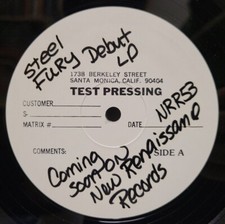 Steel
FURY Debut
LP
1738 BERKELEY STREET
SANTA MONICA, CALIF. 90404
TEST PRESSING
CUSTOMER
S-
MATRIX #
DATE
NRR53
COMMENTS:
SIDE A
Coming
soon on
New Renaissance
Records